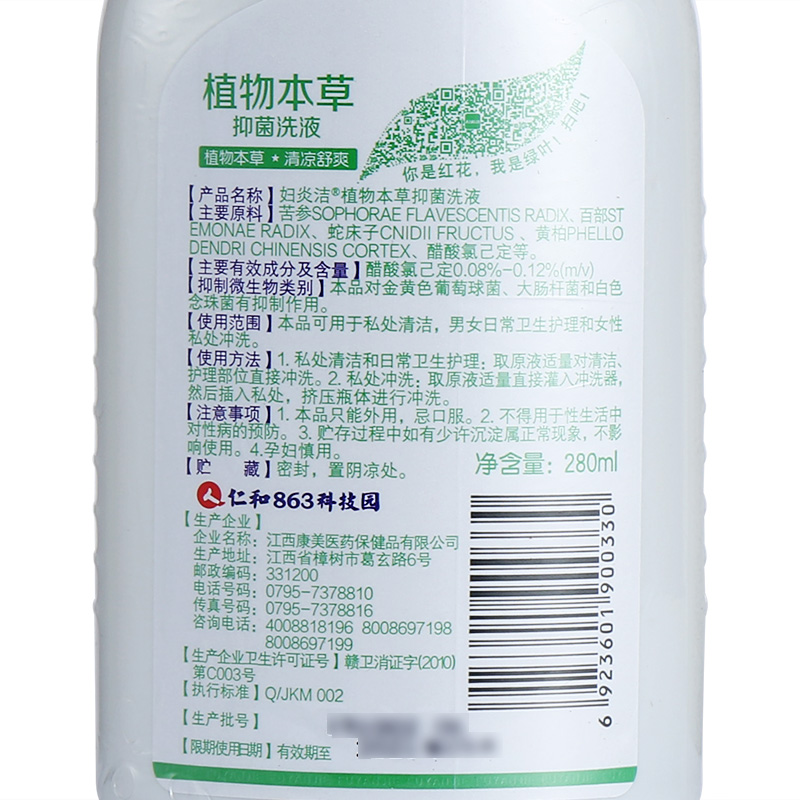 植物本草
抑菌洗液
植物本草★清凉舒爽
你是红花，我是绿叶！扫吧！
【产品名称】妇炎洁®植物本草抑菌洗液
【主要原料】苦参SOPHORAE FLAVESCENTIS RADIX、百部ST
EMONAE RADIX、蛇床子CNIDII FRUCTUS 、黄柏PHELLO
DENDRI CHINENSIS CORTEX、醋酸氯己定等。
【主要有效成分及含量】醋酸氯己定0.08%-0.12%(m/v)
【抑制微生物类别】本品对金黄色葡萄球菌、大肠杆菌和白色
念珠菌有抑制作用。
【使用范围】本品可用于私处清洁，男女日常卫生护理和女性
私处冲洗。
【使用方法】1. 私处清洁和日常卫生护理：取原液适量对清洁、
护理部位直接冲洗。2. 私处冲洗：取原液适量直接灌入冲洗器，
然后插入私处，挤压瓶体进行冲洗。
【注意事项】1. 本品只能外用，忌口服。2. 不得用于性生活中
对性病的预防。3. 贮存过程中如有少许沉淀属正常现象，不影
响使用。4.孕妇慎用。
【贮 藏】密封，置阴凉处。
净含量：280ml
仁和863科技园
【生产企业】
企业名称：江西康美医药保健品有限公司
生产地址：江西省樟树市葛玄路6号
邮政编码：331200
电话号码：0795-7378810
传真号码：0795-7378816
咨询电话：4008818196 8008697198
8008697199
【生产企业卫生许可证号】赣卫消证字(2010)
第C003号
【执行标准】Q/JKM 002
【生产批号】
【限期使用日期】有效期至
6 923601 900330